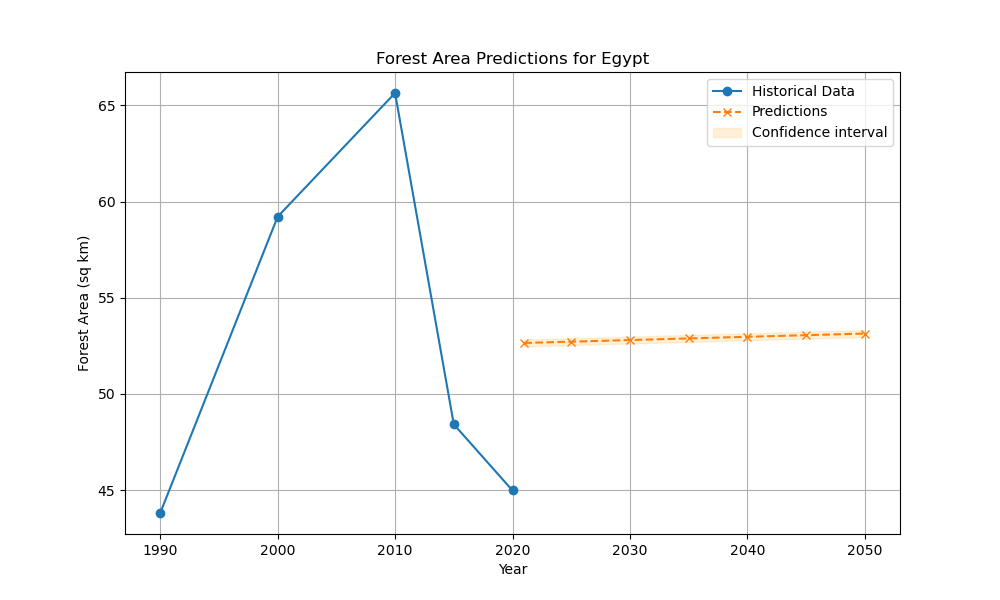 Forest Area Predictions for Egypt
Historical Data
Predictions
Confidence interval
Forest Area (sq km)
65
60
55
50
45
1990 2000 2010 2020 2030 2040 2050
Year